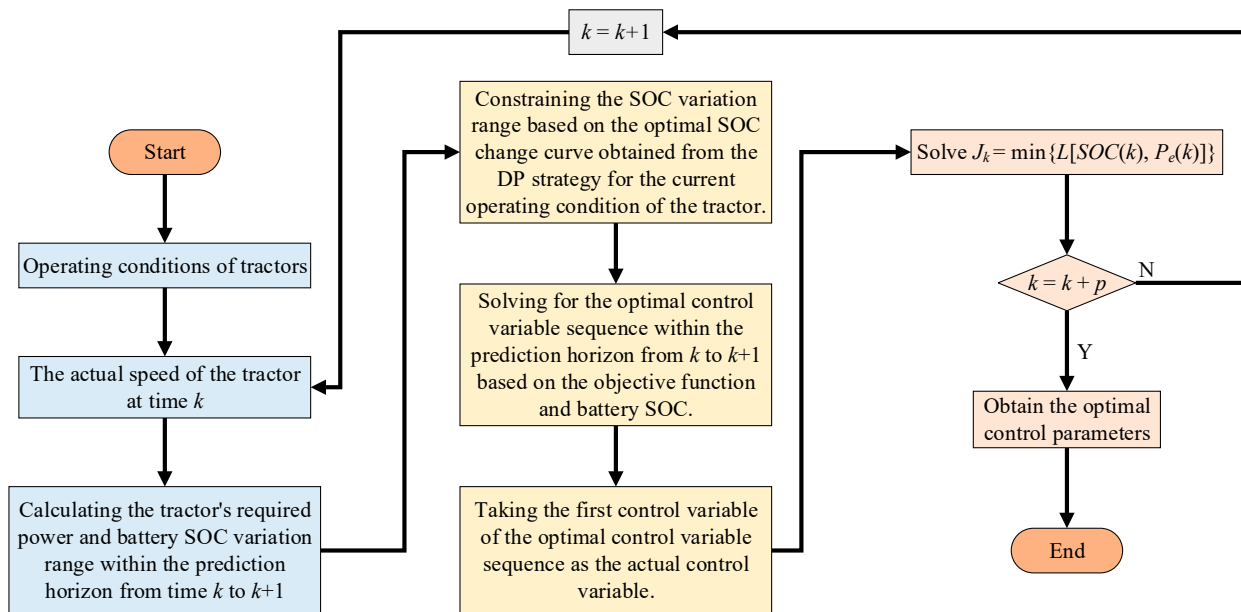 k = k+1
Start
Operating conditions of tractors
The actual speed of the tractor
at time k
Calculating the tractor's required
power and battery SOC variation
range within the prediction
horizon from time k to k+1
Constraining the SOC variation
range based on the optimal SOC
change curve obtained from the
DP strategy for the current
operating condition of the tractor.
Solving for the optimal control
variable sequence within the
prediction horizon from k to k+1
based on the objective function
and battery SOC.
Taking the first control variable
of the optimal control variable
sequence as the actual control
variable.
Solve Jₖ = min{L[SOC(k), Pₑ(k)]}
k = k + p
N
Y
Obtain the optimal
control parameters
End